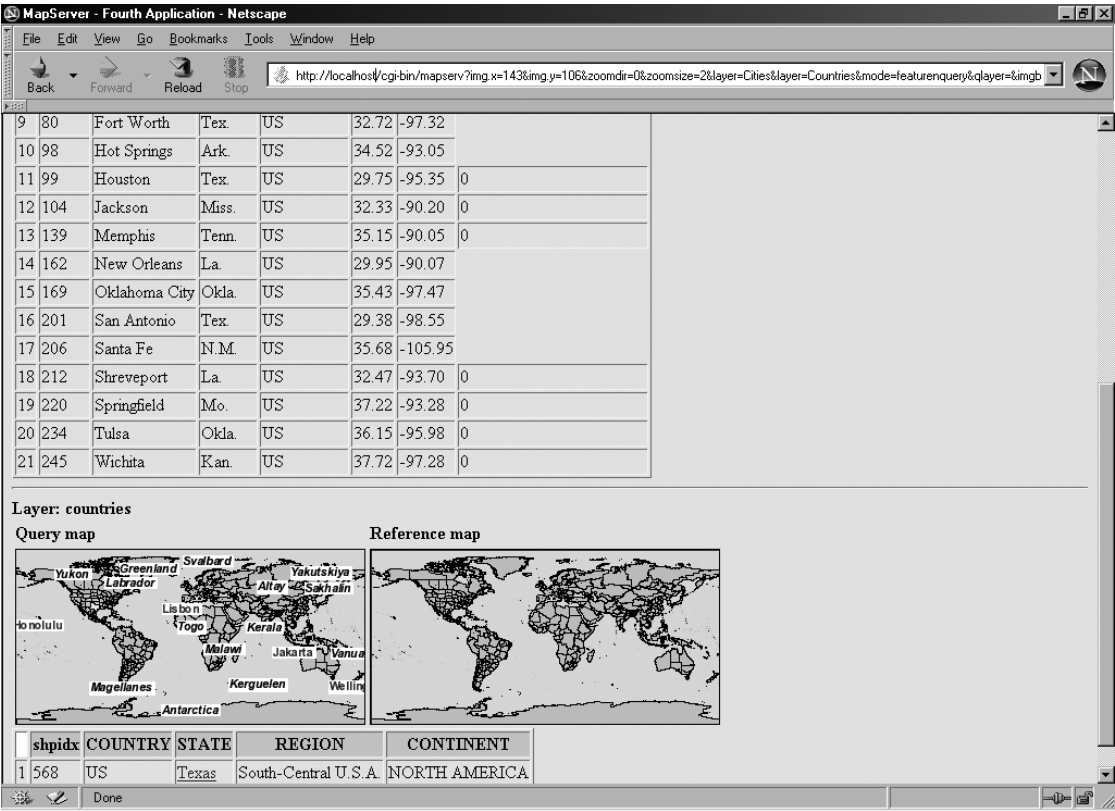 MapServer - Fourth Application - Netscape
File Edit View Go Bookmarks Tools Window Help
Back Forward Reload Stop
http://localhost/cgi-bin/mapserv?img.x=143&img.y=106&zoomdir=0&zoomsize=2&layer=Cities&layer=Countries&mode=featurenquery&qlayer=&imgb
N
9 80 Fort Worth Tex. US 32.72 -97.32
10 98 Hot Springs Ark. US 34.52 -93.05
11 99 Houston Tex. US 29.75 -95.35 0
12 104 Jackson Miss. US 32.33 -90.20 0
13 139 Memphis Tenn. US 35.15 -90.05 0
14 162 New Orleans La. US 29.95 -90.07
15 169 Oklahoma City Okla. US 35.43 -97.47
16 201 San Antonio Tex. US 29.38 -98.55
17 206 Santa Fe N.M. US 35.68 -105.95
18 212 Shreveport La. US 32.47 -93.70 0
19 220 Springfield Mo. US 37.22 -93.28 0
20 234 Tulsa Okla. US 36.15 -95.98 0
21 245 Wichita Kan. US 37.72 -97.28 0
Layer: countries
Query map Reference map
Svalbard
Yukon Greenland Yakutskiya
Labrador Altay Sakhalin
Lisbon
Honolulu Togo Kerala
Malawi Jakarta Vanua
Magellanes Kerguelen Welling
Antarctica
shpidx COUNTRY STATE REGION CONTINENT
1 568 US Texas South-Central U.S.A. NORTH AMERICA
Done